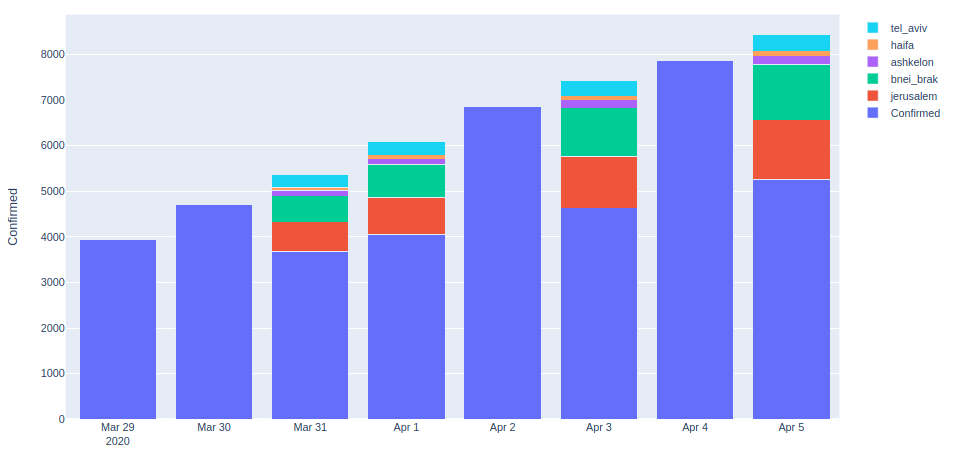 Confirmed
8000
7000
6000
5000
4000
3000
2000
1000
0
Mar 29
2020
Mar 30
Mar 31
Apr 1
Apr 2
Apr 3
Apr 4
Apr 5
tel_aviv
haifa
ashkelon
bnei_brak
jerusalem
Confirmed